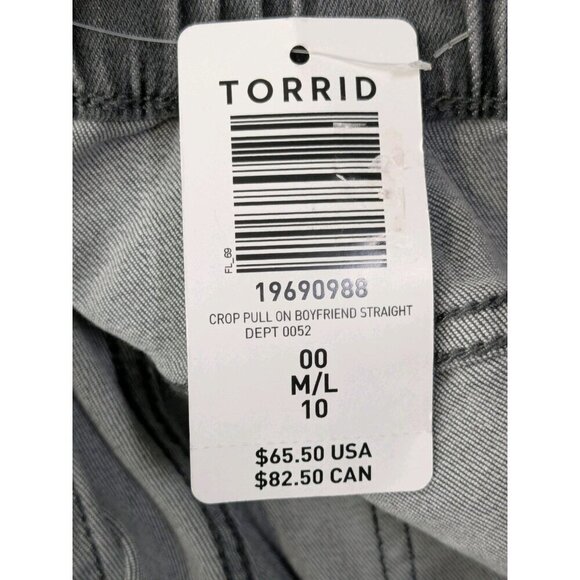 TORRID
FL_69
19690988
CROP PULL ON BOYFRIEND STRAIGHT
DEPT 0052
00
M/L
10
$65.50 USA
$82.50 CAN